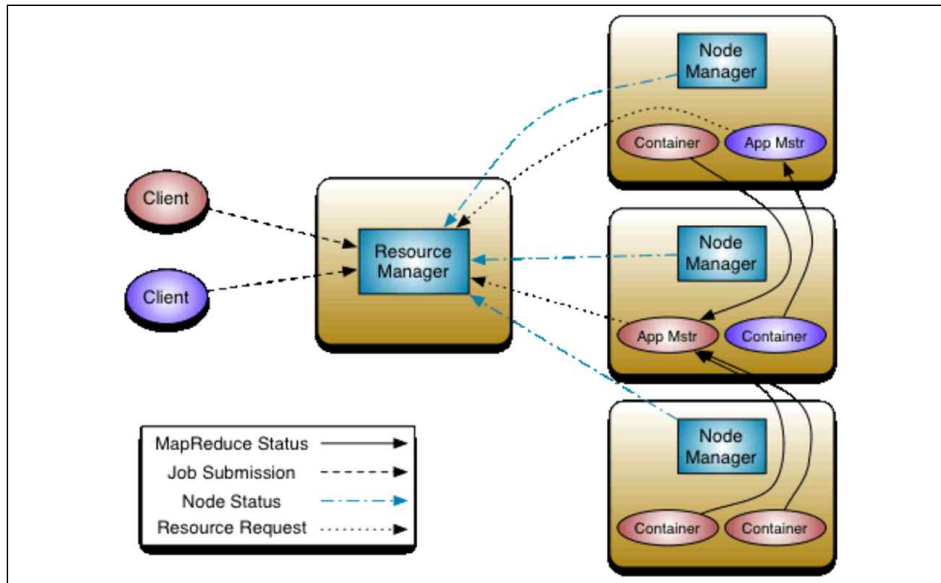 Node
Manager
Container
App Mstr
Client
Resource
Manager
Node
Manager
Client
App Mstr
Container
Node
Manager
MapReduce Status
Job Submission
Node Status
Resource Request
Container
Container